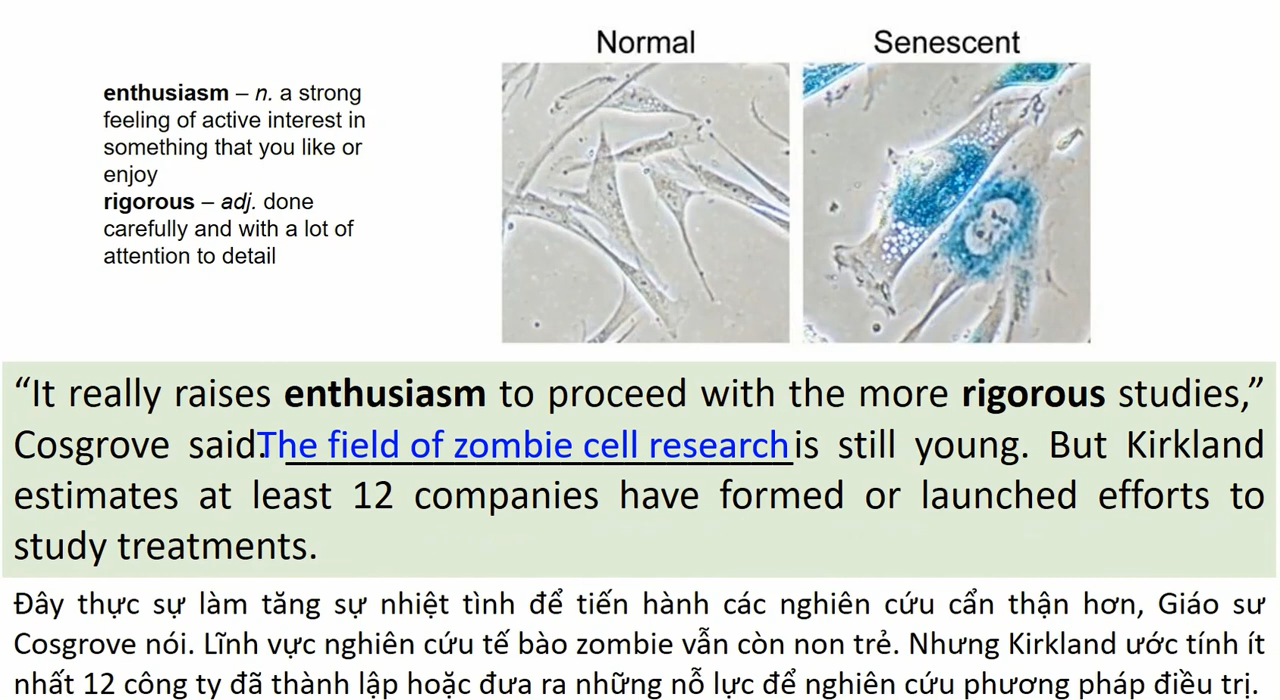 Normal
Senescent
enthusiasm – n. a strong
feeling of active interest in
something that you like or
enjoy
rigorous – adj. done
carefully and with a lot of
attention to detail
“It really raises enthusiasm to proceed with the more rigorous studies,”
Cosgrove said. The field of zombie cell research is still young. But Kirkland
estimates at least 12 companies have formed or launched efforts to
study treatments.
Đây thực sự làm tăng sự nhiệt tình để tiến hành các nghiên cứu cẩn thận hơn, Giáo sư
Cosgrove nói. Lĩnh vực nghiên cứu tế bào zombie vẫn còn non trẻ. Nhưng Kirkland ước tính ít
nhất 12 công ty đã thành lập hoặc đưa ra những nỗ lực để nghiên cứu phương pháp điều trị.